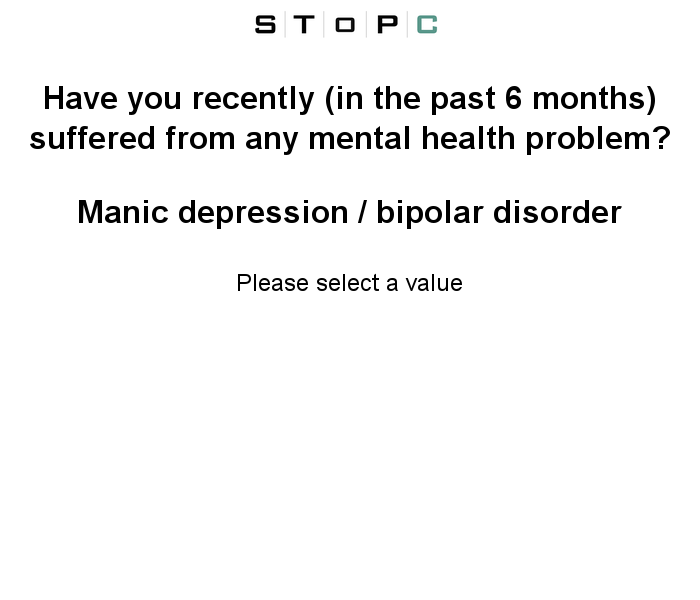 STOPC
Have you recently (in the past 6 months)
suffered from any mental health problem?
Manic depression / bipolar disorder
Please select a value